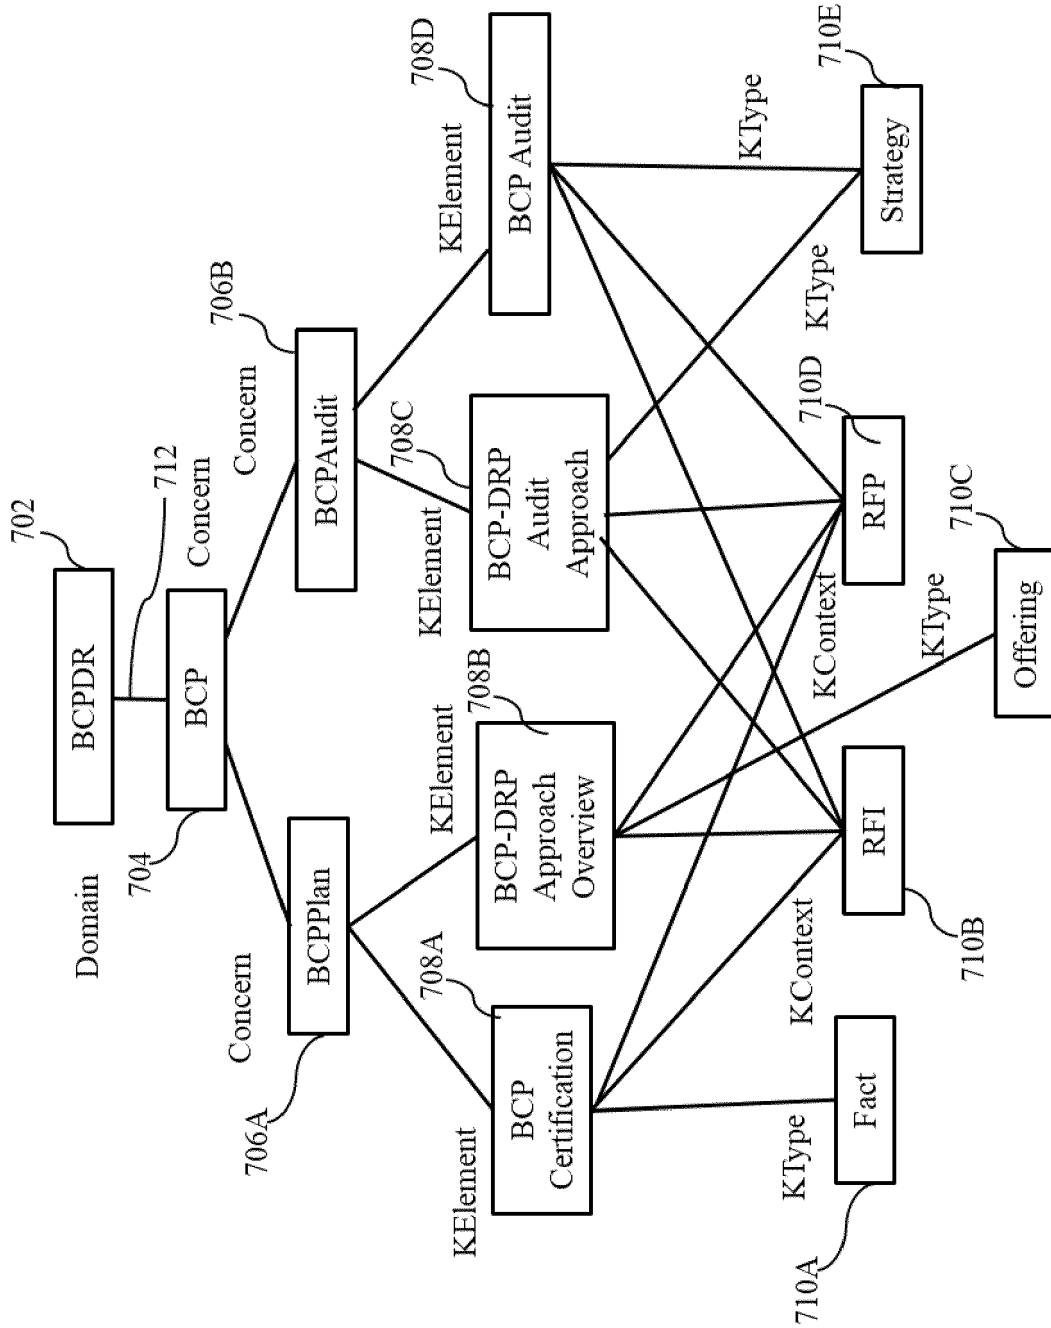 Domain
BCPDR
702
712
704
BCP
Concern
Concern
BCPPlan
706A
Concern
BCPAudit
706B
KElement
BCP
Certification
708A
KElement
BCP-DRP
Approach
Overview
708B
KElement
BCP-DRP
Audit
Approach
708C
KElement
BCP Audit
708D
KType
Fact
710A
KContext
RFI
710B
KContext
RFP
710D
KType
Strategy
710E
KType
KType
Offering
710C